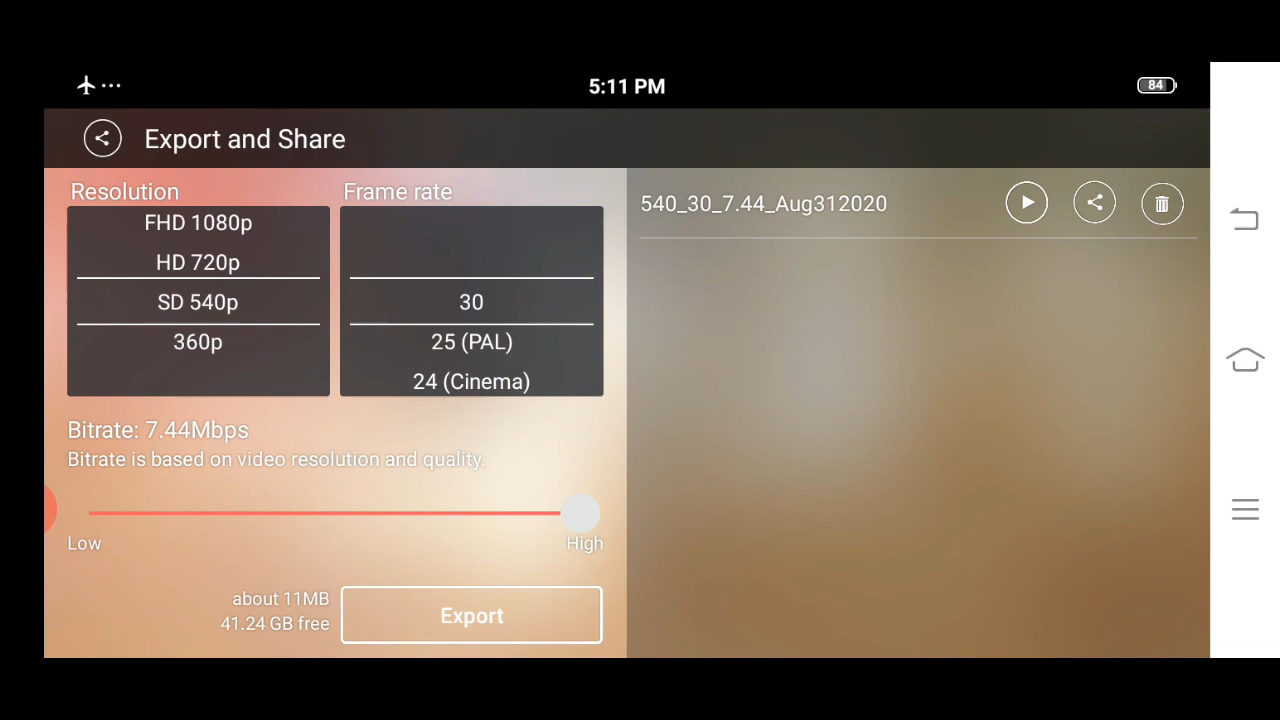 5:11 PM
84
Export and Share
Resolution
FHD 1080p
HD 720p
SD 540p
360p
Frame rate
30
25 (PAL)
24 (Cinema)
Bitrate: 7.44Mbps
Bitrate is based on video resolution and quality.
Low
High
about 11MB
41.24 GB free
Export
540_30_7.44_Aug312020